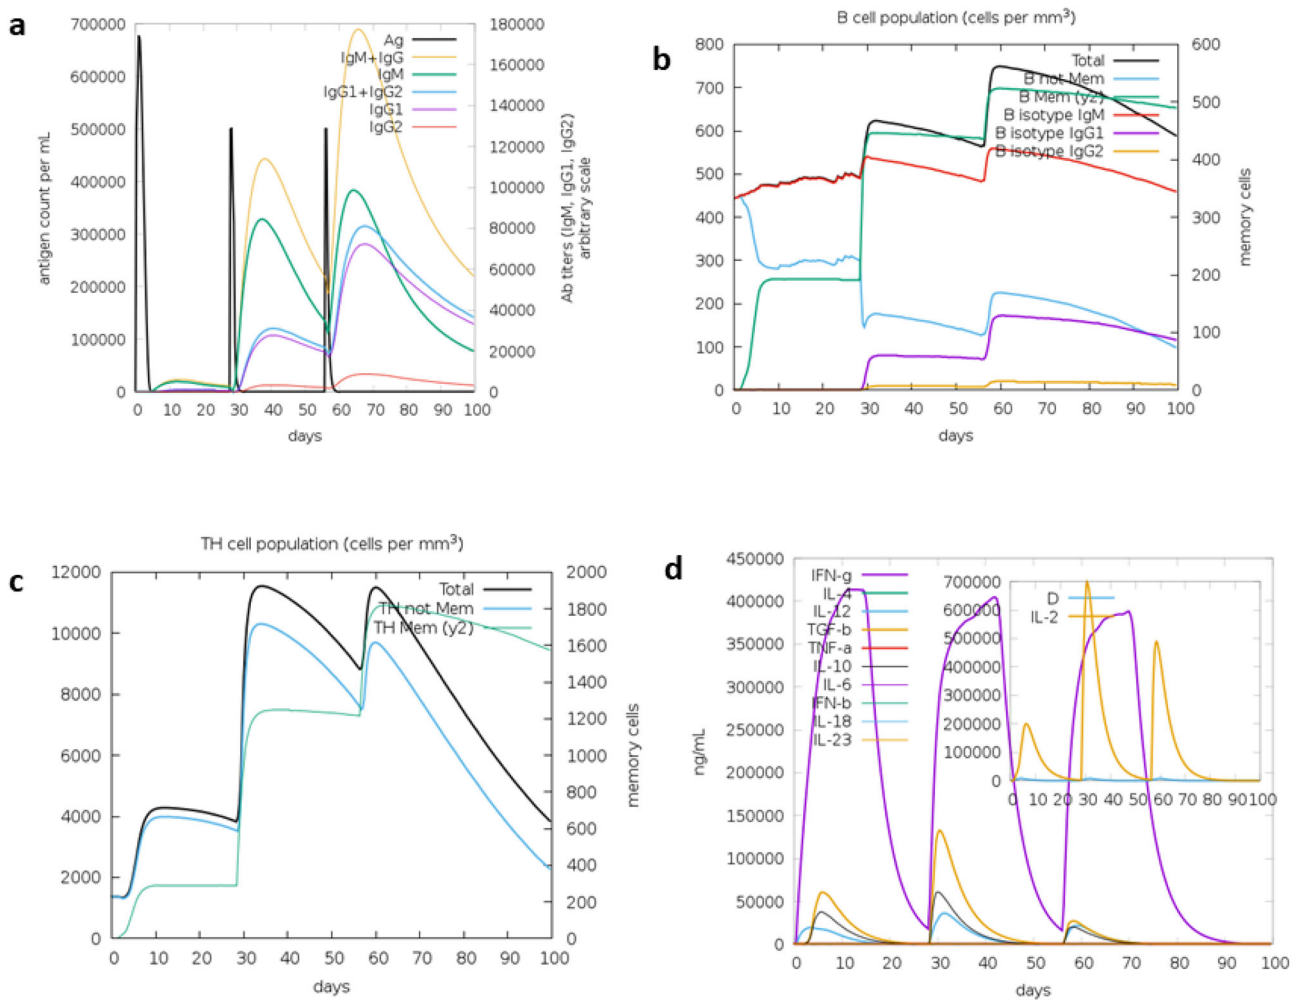 a
700000
600000
500000
400000
300000
200000
100000
0
antigen count per mL
180000
160000
140000
120000
100000
80000
60000
40000
20000
0
Ab titers (IgM, IgG1, IgG2)
arbitrary scale
Ag
IgM+IgG
IgM
IgG1+IgG2
IgG1
IgG2
0 10 20 30 40 50 60 70 80 90 100
days
b
B cell population (cells per mm³)
800
700
600
500
400
300
200
100
0
600
500
400
300
200
100
0
memory cells
Total
B not Mem
B Mem (y2)
B isotype IgM
B isotype IgG1
B isotype IgG2
0 10 20 30 40 50 60 70 80 90 100
days
c
TH cell population (cells per mm³)
12000
10000
8000
6000
4000
2000
0
2000
1800
1600
1400
1200
1000
800
600
400
200
0
memory cells
Total
TH not Mem
TH Mem (y2)
0 10 20 30 40 50 60 70 80 90 100
days
d
450000
400000
350000
300000
250000
200000
150000
100000
50000
0
ng/mL
IFN-g
IL-4
IL-12
TGF-b
TNF-a
IL-10
IL-6
IFN-b
IL-18
IL-23
0 10 20 30 40 50 60 70 80 90 100
days
700000
600000
500000
400000
300000
200000
100000
0
D
IL-2
0 10 20 30 40 50 60 70 80 90 100